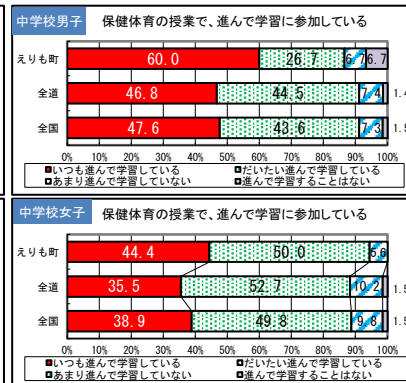 中学校男子 保健体育の授業で、進んで学習に参加している
えりも町 60.0 26.7 6.7 6.7
全道 46.8 44.5 7.4 1.4
全国 47.6 43.6 7.3 1.5
0% 10% 20% 30% 40% 50% 60% 70% 80% 90% 100%
■いつも進んで学習している □だいたい進んで学習している
□あまり進んで学習していない □進んで学習することはない
中学校女子 保健体育の授業で、進んで学習に参加している
えりも町 44.4 50.0 5.6
全道 35.5 52.7 10.2 1.5
全国 38.9 49.8 9.8 1.5
0% 10% 20% 30% 40% 50% 60% 70% 80% 90% 100%
■いつも進んで学習している □だいたい進んで学習している
□あまり進んで学習していない □進んで学習することはない